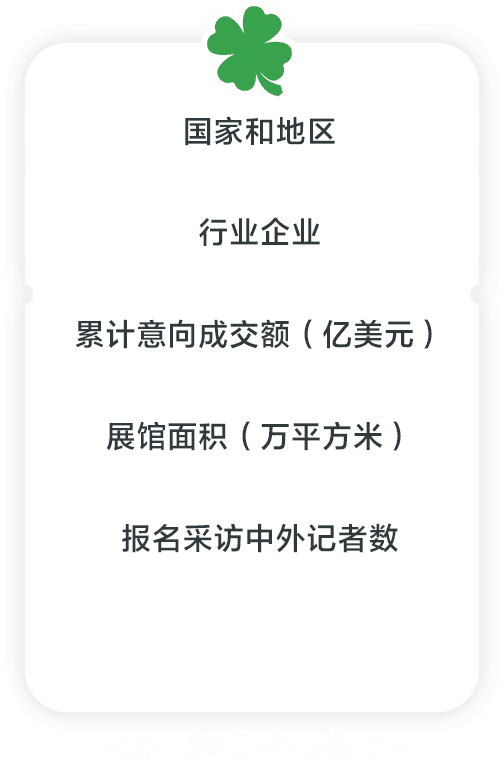 国家和地区
行业企业
累计意向成交额（亿美元）
展馆面积（万平方米）
报名采访中外记者数